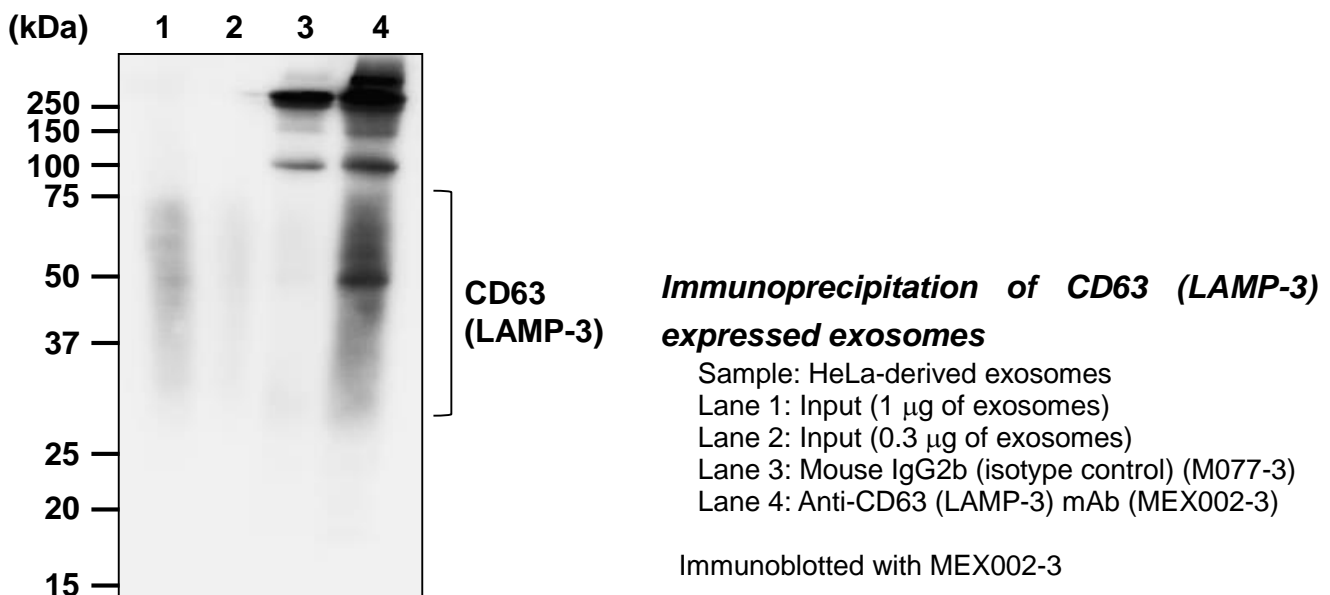 (kDa) 1 2 3 4
250
150
100
75
50
37
25
20
15
CD63
(LAMP-3)
Immunoprecipitation of CD63 (LAMP-3)
expressed exosomes
Sample: HeLa-derived exosomes
Lane 1: Input (1 μg of exosomes)
Lane 2: Input (0.3 μg of exosomes)
Lane 3: Mouse IgG2b (isotype control) (M077-3)
Lane 4: Anti-CD63 (LAMP-3) mAb (MEX002-3)
Immunoblotted with MEX002-3